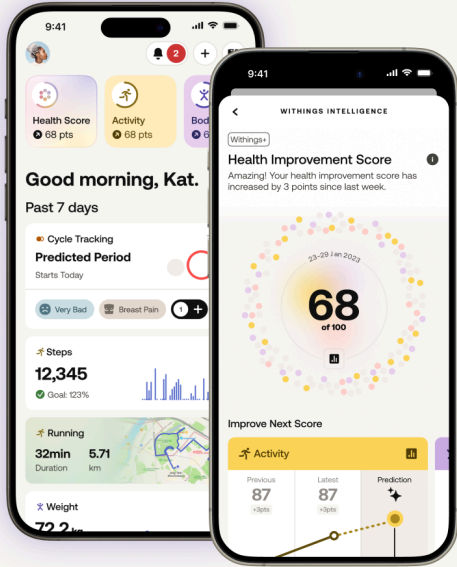 9:41
2
Health Score
68 pts
Activity
68 pts
Good morning, Kat.
Past 7 days
Cycle Tracking
Predicted Period
Starts Today
Very Bad
Breast Pain
1
Steps
12,345
Goal: 123%
Running
32min
5.71
Duration
km
Weight
9:41
WITHINGS INTELLIGENCE
Withings+
Health Improvement Score
Amazing! Your health improvement score has
increased by 3 points since last week.
23-29 Jan 2023
68
of 100
Improve Next Score
Activity
Previous
Latest
Prediction
87
87
+3pts
+3pts